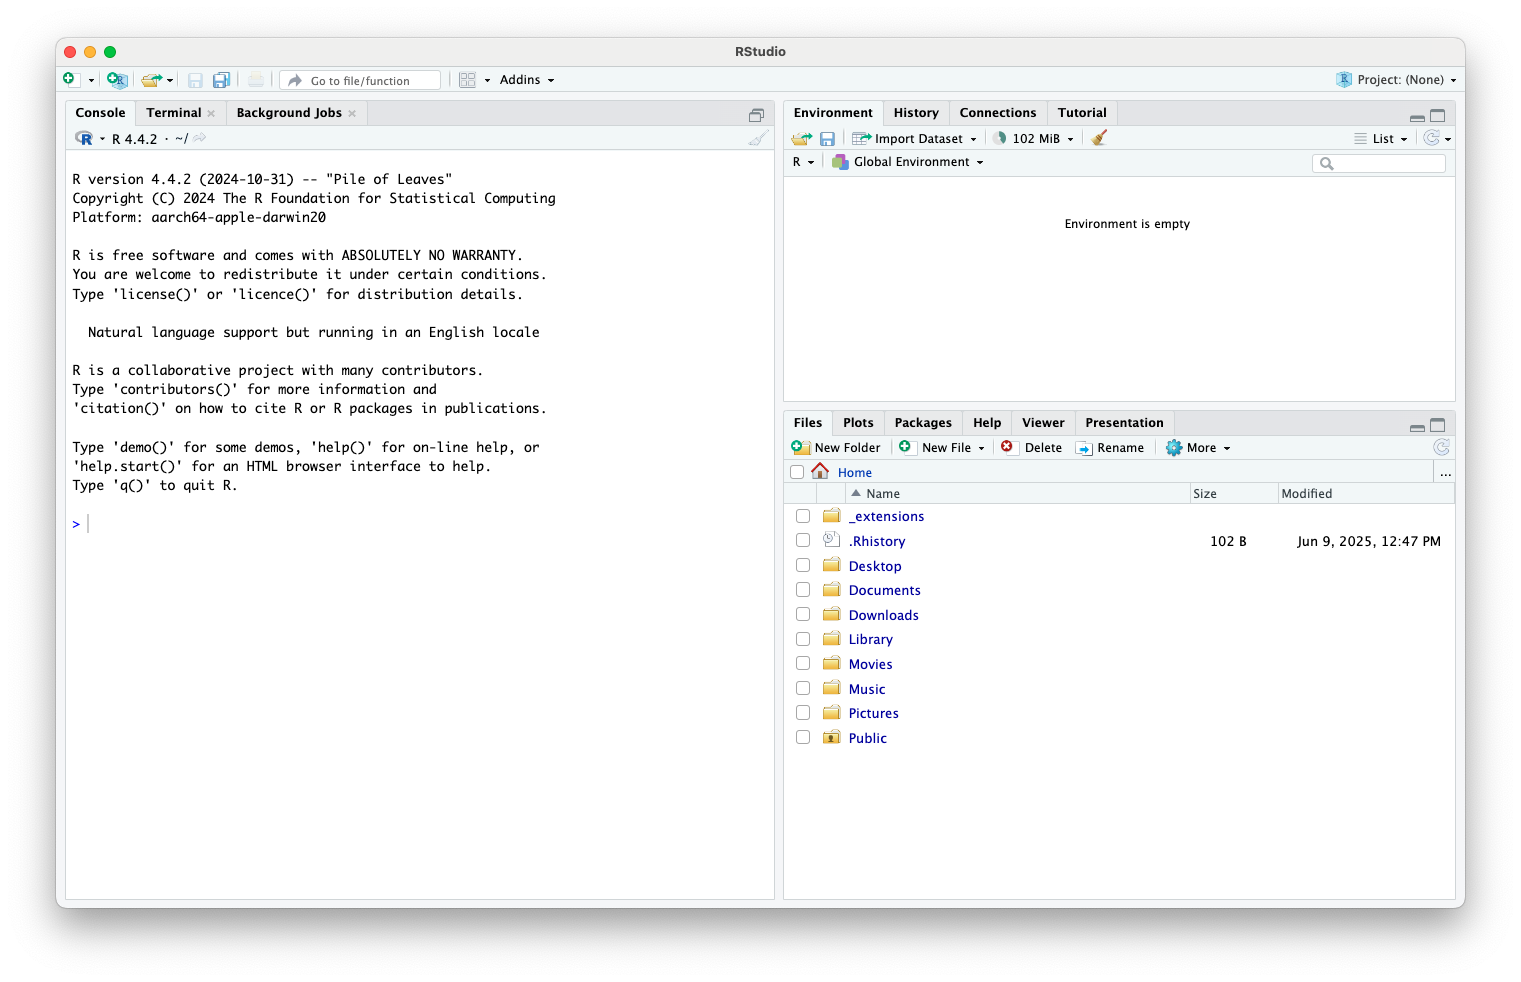 RStudio
Go to file/function
Addins
Project: (None)
Console Terminal Background Jobs
R 4.4.2 · ~/
R version 4.4.2 (2024-10-31) -- "Pile of Leaves"
Copyright (C) 2024 The R Foundation for Statistical Computing
Platform: aarch64-apple-darwin20
R is free software and comes with ABSOLUTELY NO WARRANTY.
You are welcome to redistribute it under certain conditions.
Type 'license()' or 'licence()' for distribution details.
Natural language support but running in an English locale
R is a collaborative project with many contributors.
Type 'contributors()' for more information and
'citation()' on how to cite R or R packages in publications.
Type 'demo()' for some demos, 'help()' for on-line help, or
'help.start()' for an HTML browser interface to help.
Type 'q()' to quit R.
>
Environment History Connections Tutorial
Import Dataset 102 MiB List
R Global Environment
Environment is empty
Files Plots Packages Help Viewer Presentation
New Folder New File Delete Rename More
Home ...
Name Size Modified
_extensions
.Rhistory 102 B Jun 9, 2025, 12:47 PM
Desktop
Documents
Downloads
Library
Movies
Music
Pictures
Public